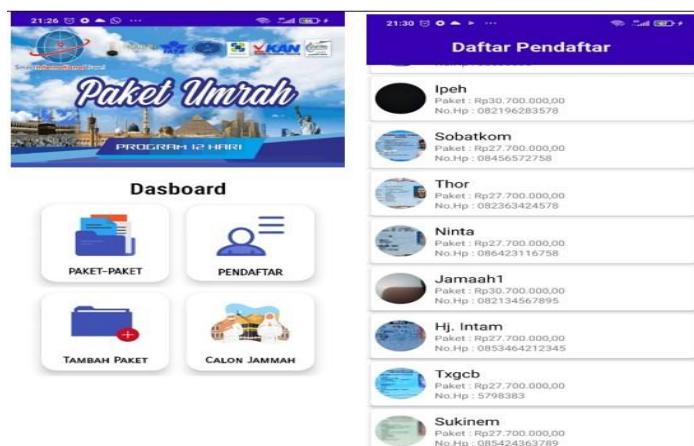 21:26
Paket Umrah
PROGRAM 12 HARI
Dasboard
PAKET-PAKET
PENDAFTAR
TAMBAH PAKET
CALON JAMMAH
21:30
Daftar Pendaftar
Ipeh
Paket : Rp30.700.000,00
No.Hp : 082196283578
Sobatkom
Paket : Rp27.700.000,00
No.Hp : 08456572758
Thor
Paket : Rp27.700.000,00
No.Hp : 082363424578
Ninta
Paket : Rp27.700.000,00
No.Hp : 086423116758
Jamaah1
Paket : Rp30.700.000,00
No.Hp : 082134567895
Hj. Intam
Paket : Rp27.700.000,00
No.Hp : 0853464212345
Txgcb
Paket : Rp27.700.000,00
No.Hp : 5798383
Sukinem
Paket : Rp27.700.000,00
No.Hp : 085424363789